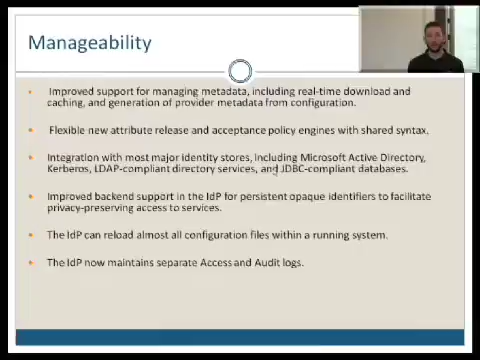 Manageability
Improved support for managing metadata, including real-time download and
caching, and generation of provider metadata from configuration.
Flexible new attribute release and acceptance policy engines with shared syntax.
Integration with most major identity stores, including Microsoft Active Directory,
Kerberos, LDAP-compliant directory services, and JDBC-compliant databases.
Improved backend support in the IdP for persistent opaque identifiers to facilitate
privacy-preserving access to services.
The IdP can reload almost all configuration files within a running system.
The IdP now maintains separate Access and Audit logs.